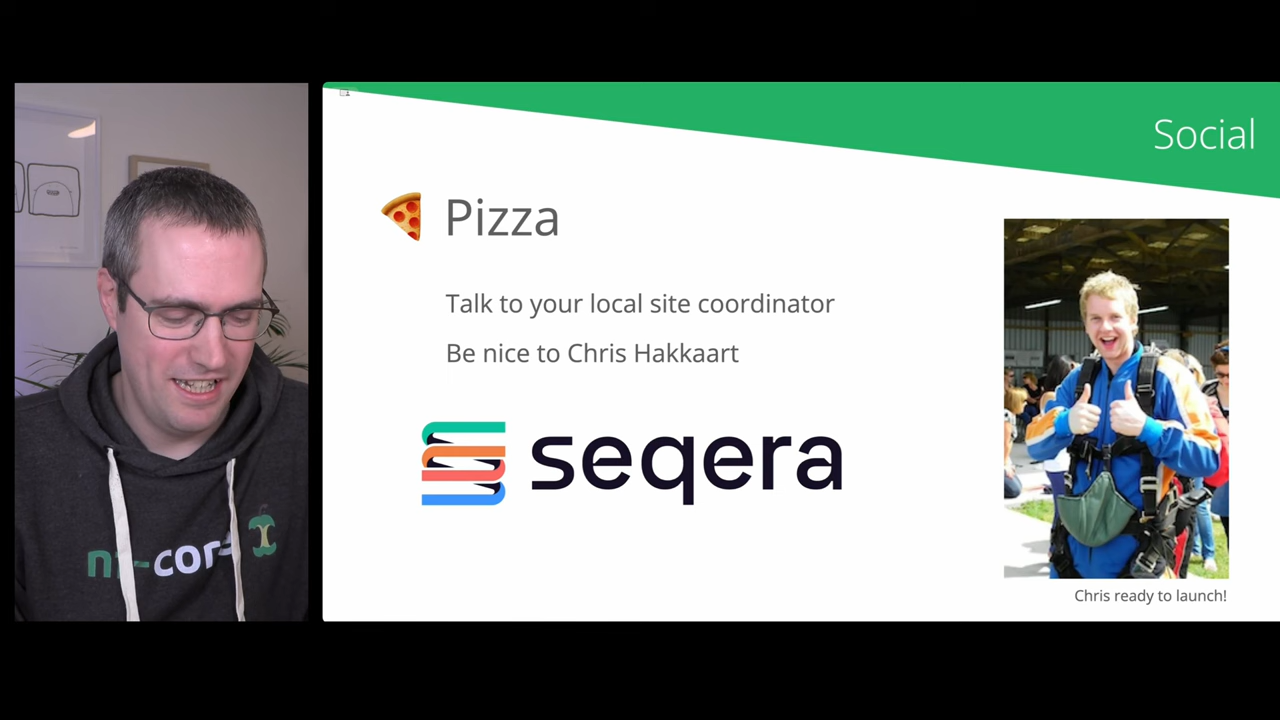 Social
Pizza
Talk to your local site coordinator
Be nice to Chris Hakkaart
seqera
Chris ready to launch!
nf-core